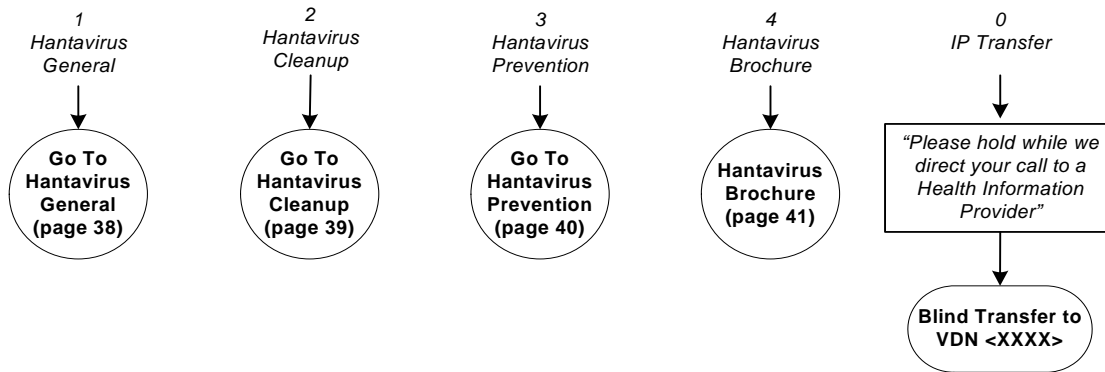 1
Hantavirus
General
2
Hantavirus
Cleanup
3
Hantavirus
Prevention
4
Hantavirus
Brochure
0
IP Transfer
Go To
Hantavirus
General
(page 38)
Go To
Hantavirus
Cleanup
(page 39)
Go To
Hantavirus
Prevention
(page 40)
Hantavirus
Brochure
(page 41)
“Please hold while we
direct your call to a
Health Information
Provider”
Blind Transfer to
VDN <XXXX>